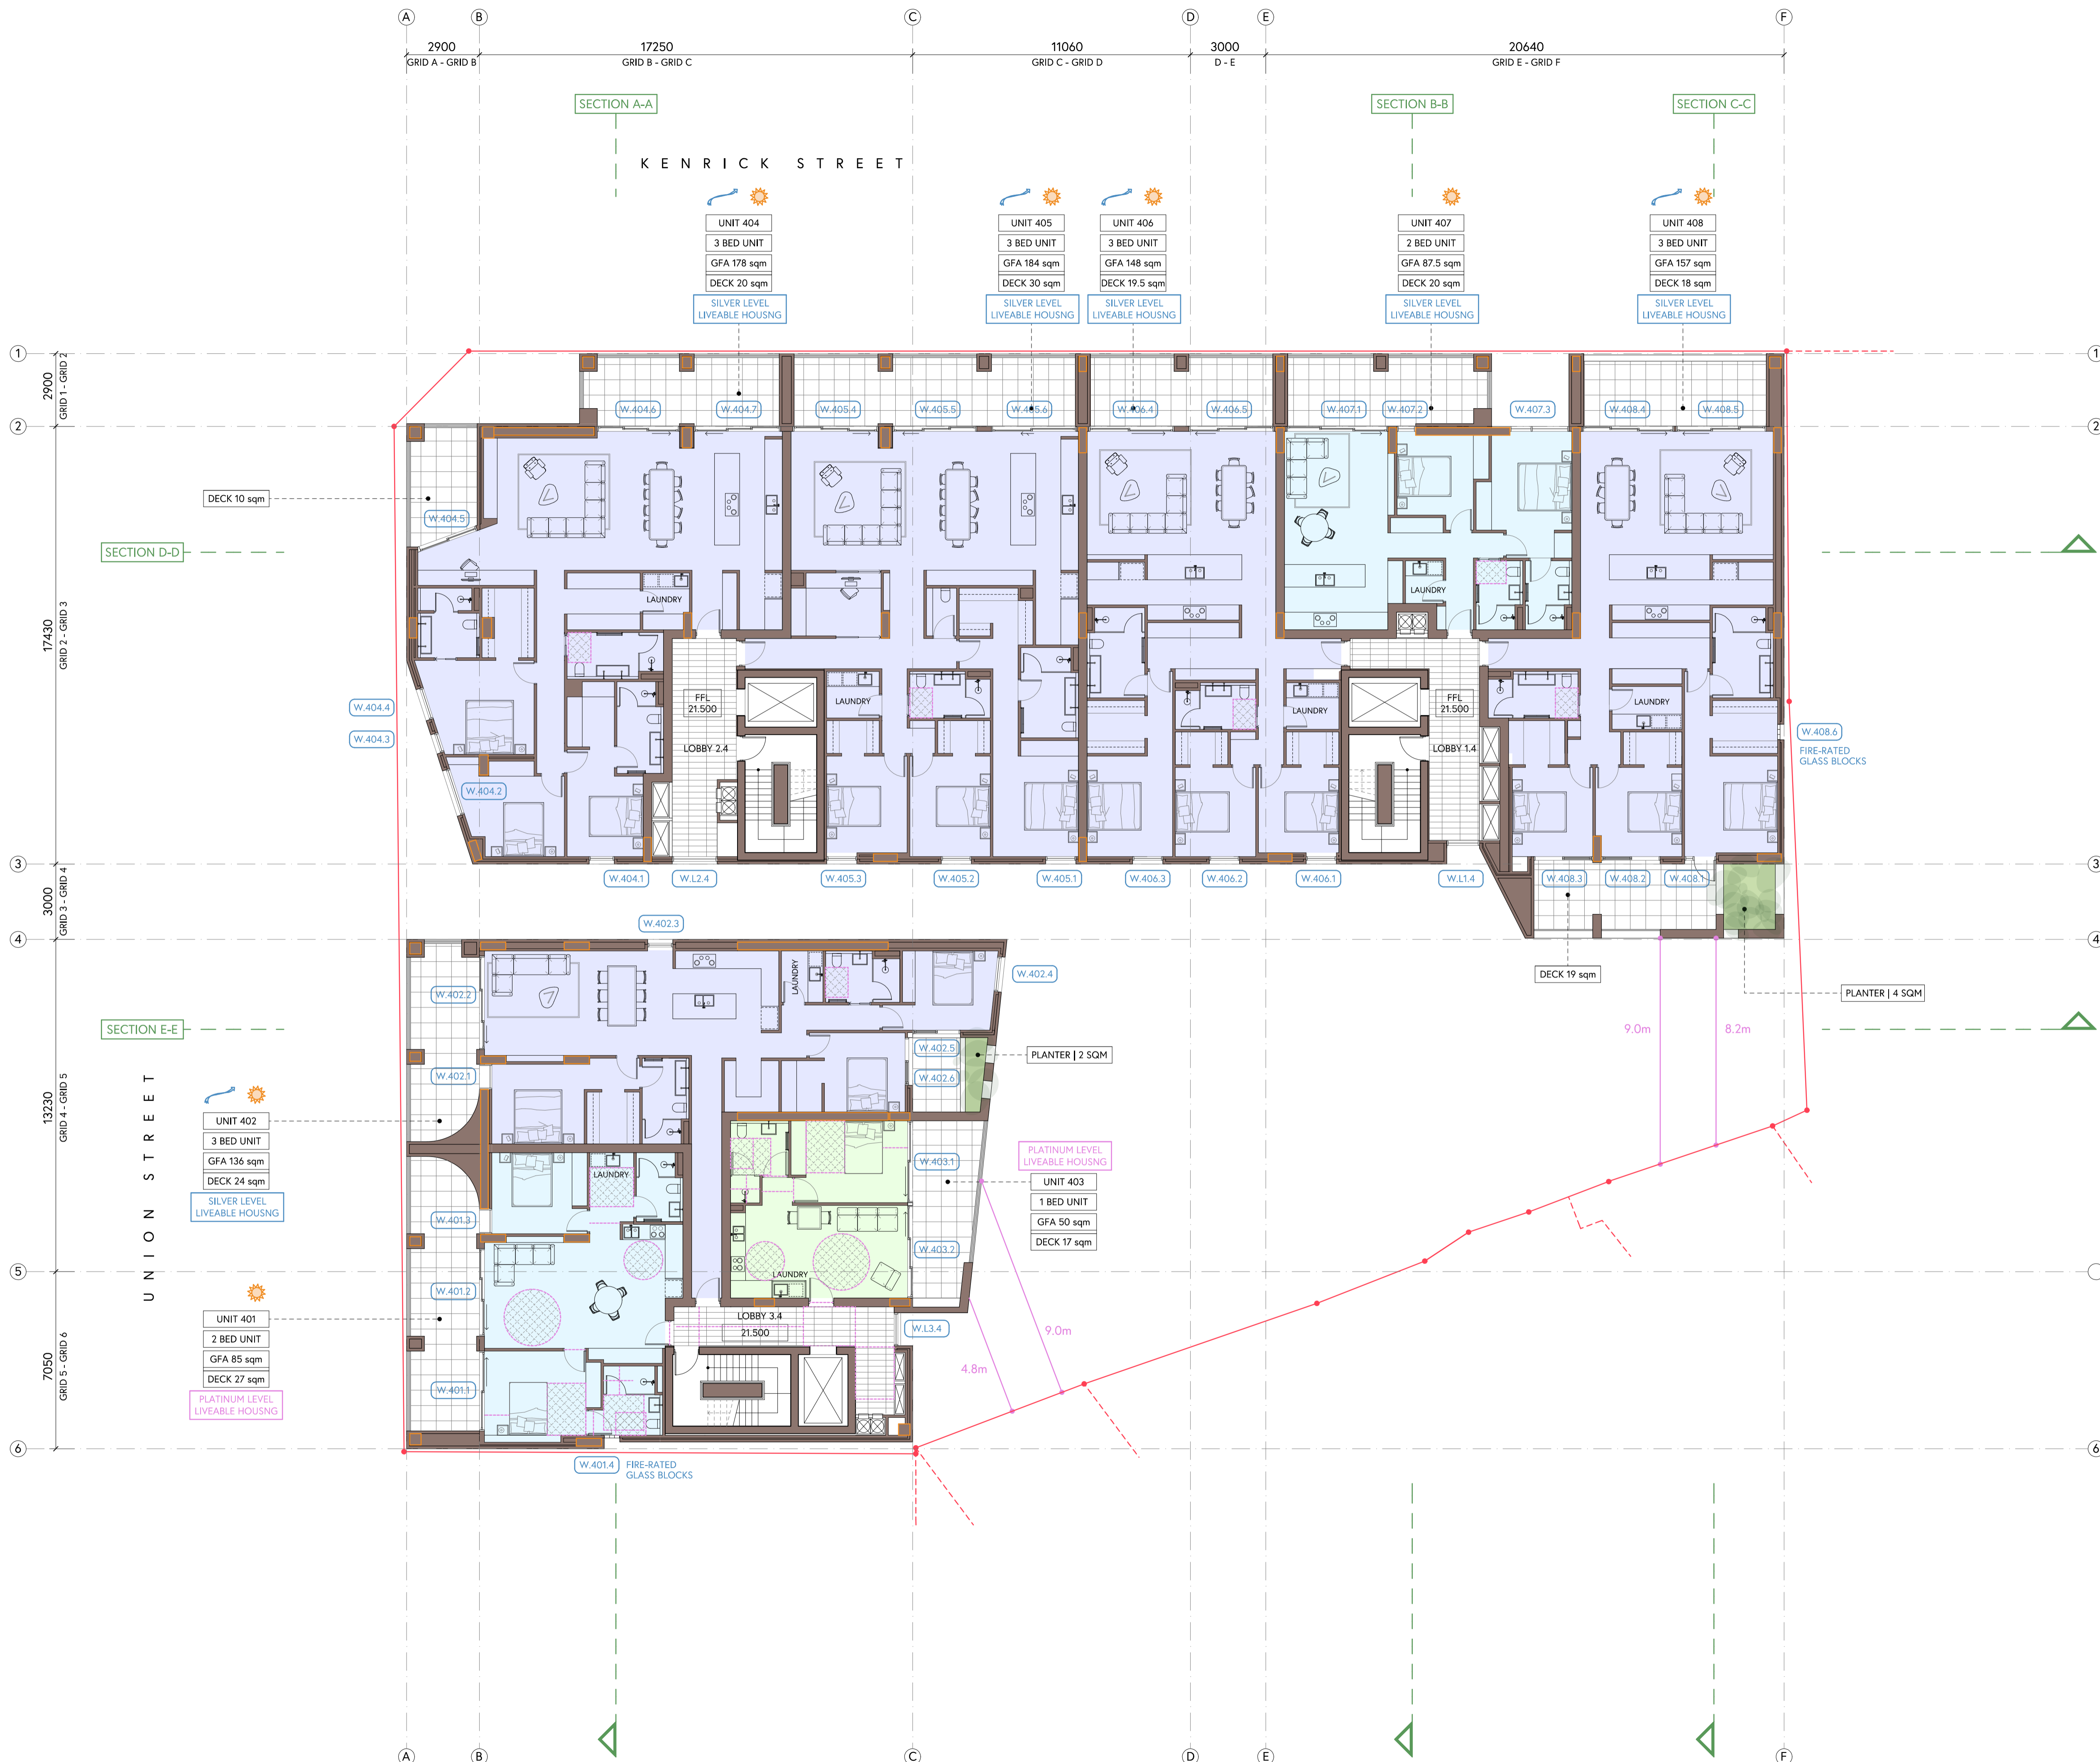 A
B
C
D
E
F
2900
17250
11060
3000
20640
GRID A - GRID B
GRID B - GRID C
GRID C - GRID D
D - E
GRID E - GRID F
SECTION A-A
SECTION B-B
SECTION C-C
KENRICK STREET
UNIT 404
3 BED UNIT
GFA 178 sqm
DECK 20 sqm
SILVER LEVEL
LIVEABLE HOUSNG
UNIT 405
3 BED UNIT
GFA 184 sqm
DECK 30 sqm
SILVER LEVEL
LIVEABLE HOUSNG
UNIT 406
3 BED UNIT
GFA 148 sqm
DECK 19.5 sqm
SILVER LEVEL
LIVEABLE HOUSNG
UNIT 407
2 BED UNIT
GFA 87.5 sqm
DECK 20 sqm
SILVER LEVEL
LIVEABLE HOUSNG
UNIT 408
3 BED UNIT
GFA 157 sqm
DECK 18 sqm
SILVER LEVEL
LIVEABLE HOUSNG
1
1
2900
GRID 1 - GRID 2
W.404.6
W.404.7
W.405.4
W.405.5
W.405.6
W.406.4
W.406.5
W.407.1
W.407.2
W.407.3
W.408.4
W.408.5
2
2
DECK 10 sqm
W.404.5
SECTION D-D
17430
GRID 2 - GRID 3
LAUNDRY
LAUNDRY
W.404.4
W.404.3
FFL
21.500
LAUNDRY
LAUNDRY
FFL
21.500
LAUNDRY
W.408.6
FIRE-RATED
GLASS BLOCKS
LOBBY 2.4
LOBBY 1.4
W.404.2
3
3
W.404.1
W.L2.4
W.405.3
W.405.2
W.405.1
W.406.3
W.406.2
W.406.1
W.L1.4
W.408.3
W.408.2
W.408.1
3000
GRID 3 - GRID 4
W.402.3
4
4
DECK 19 sqm
PLANTER | 4 SQM
LAUNDRY
W.402.4
W.402.2
SECTION E-E
9.0m
8.2m
W.402.5
PLANTER | 2 SQM
W.402.1
W.402.6
13230
GRID 4 - GRID 5
UNION STREET
UNIT 402
3 BED UNIT
GFA 136 sqm
DECK 24 sqm
SILVER LEVEL
LIVEABLE HOUSNG
LAUNDRY
W.403.1
PLATINUM LEVEL
LIVEABLE HOUSNG
UNIT 403
1 BED UNIT
GFA 50 sqm
DECK 17 sqm
W.401.3
W.403.2
5
LAUNDRY
W.401.2
UNIT 401
2 BED UNIT
GFA 85 sqm
DECK 27 sqm
PLATINUM LEVEL
LIVEABLE HOUSNG
LOBBY 3.4
21.500
W.L3.4
9.0m
4.8m
7050
GRID 5 - GRID 6
W.401.1
6
6
W.401.4
FIRE-RATED
GLASS BLOCKS
A
B
C
D
E
F